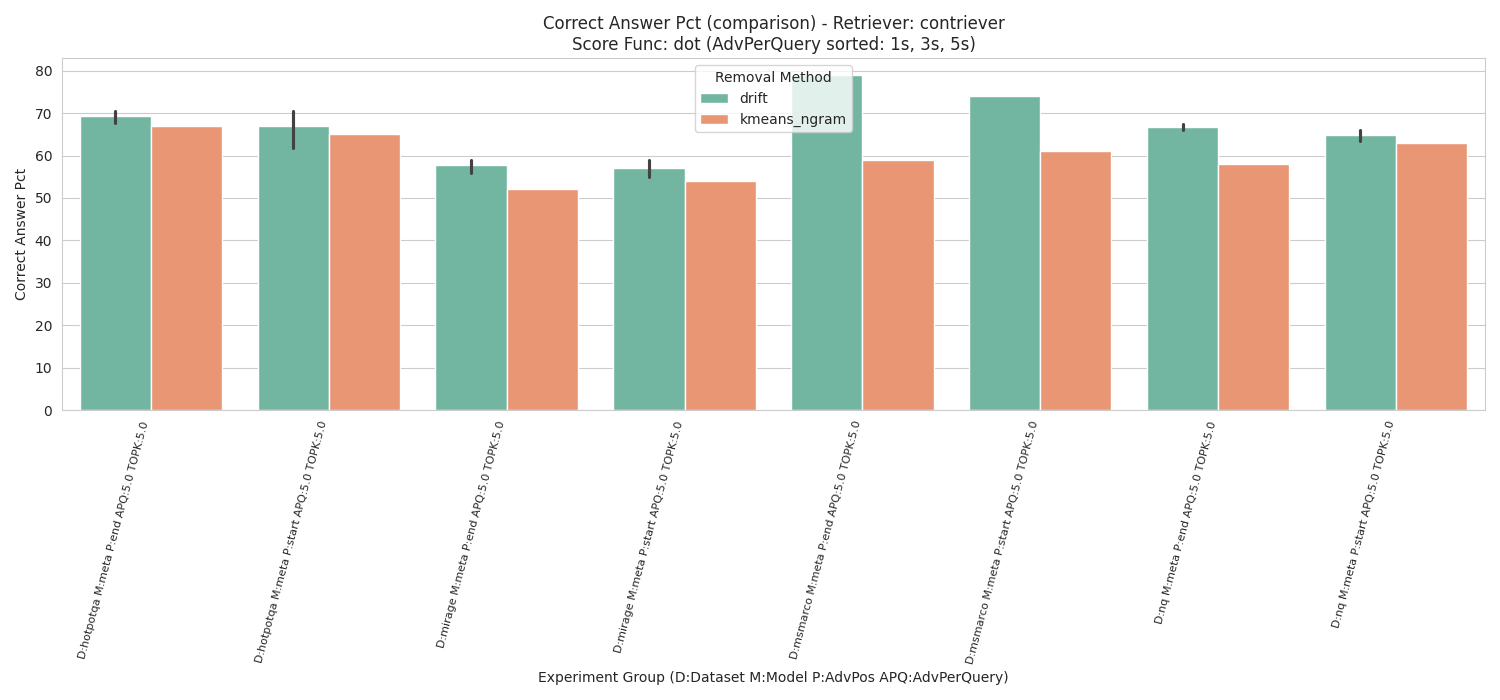 Correct Answer Pct (comparison) - Retriever: contriever
Score Func: dot (AdvPerQuery sorted: 1s, 3s, 5s)
Removal Method
drift
kmeans_ngram
Correct Answer Pct
80
70
60
50
40
30
20
10
0
D:hotpotqa M:meta P:end APQ:5.0 TOPK:5.0
D:hotpotqa M:meta P:start APQ:5.0 TOPK:5.0
D:mirage M:meta P:end APQ:5.0 TOPK:5.0
D:mirage M:meta P:start APQ:5.0 TOPK:5.0
D:msmarco M:meta P:end APQ:5.0 TOPK:5.0
D:msmarco M:meta P:start APQ:5.0 TOPK:5.0
D:nq M:meta P:end APQ:5.0 TOPK:5.0
D:nq M:meta P:start APQ:5.0 TOPK:5.0
Experiment Group (D:Dataset M:Model P:AdvPos APQ:AdvPerQuery)